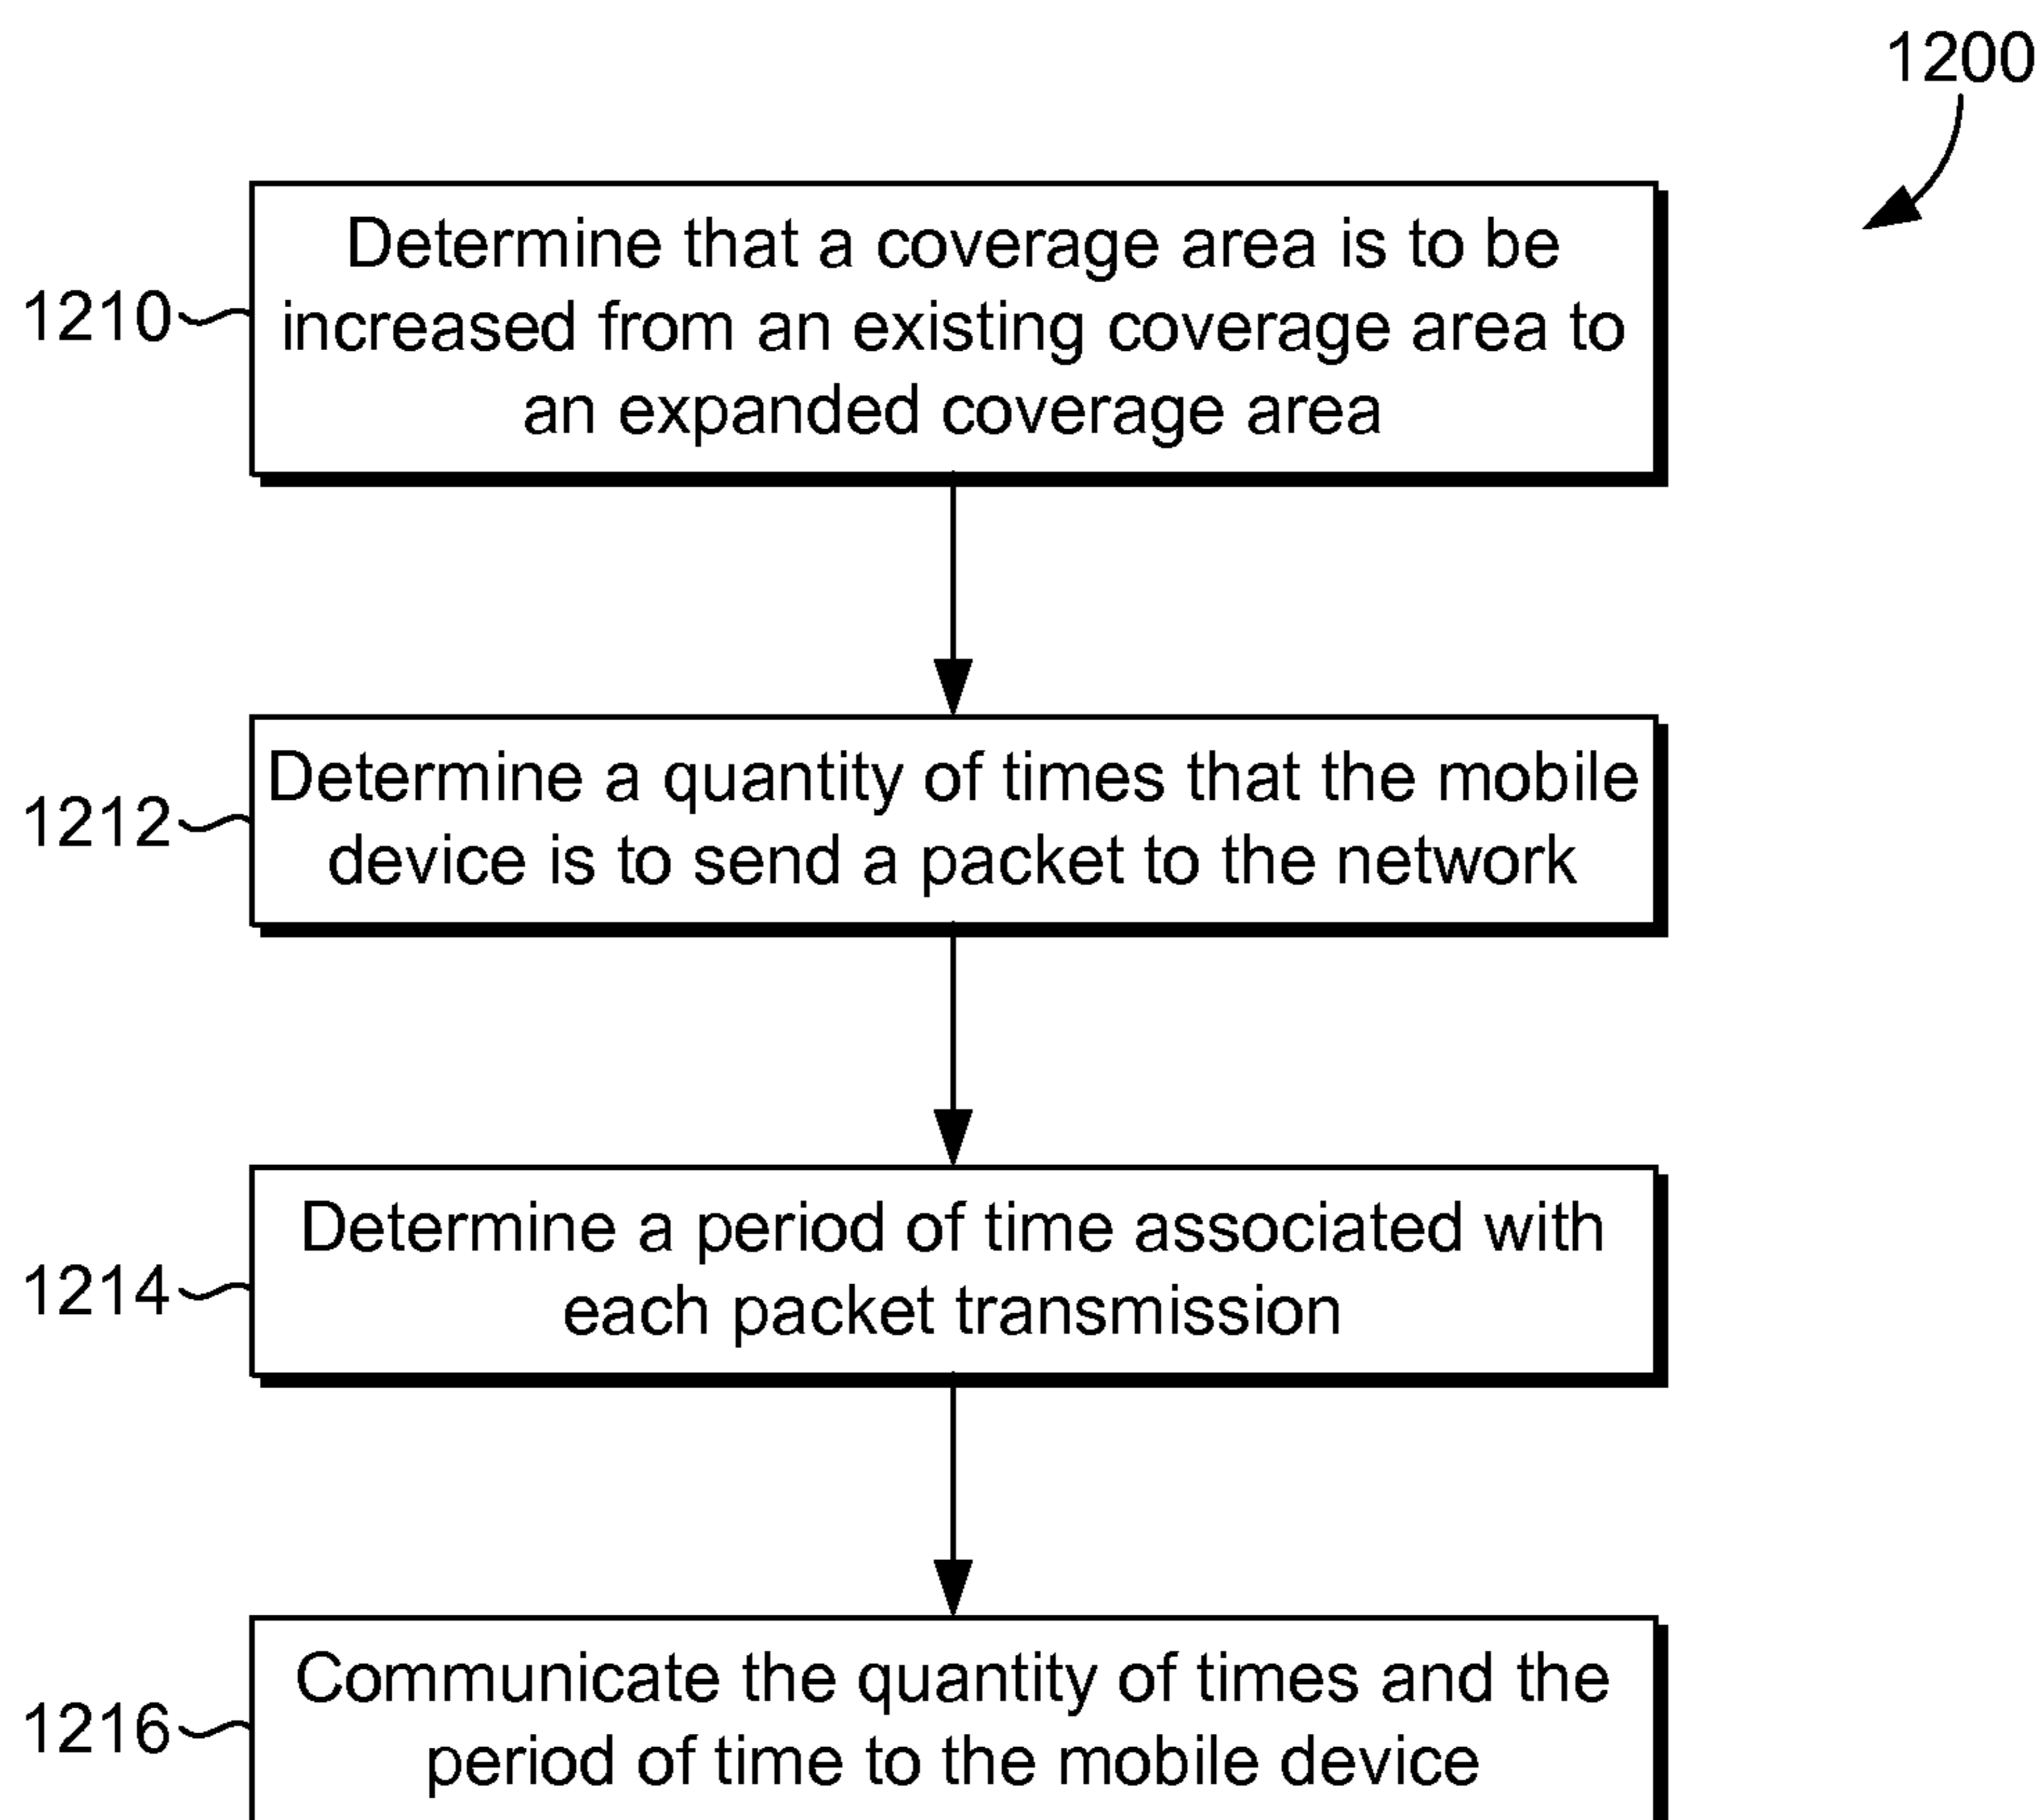 1200
1210
Determine that a coverage area is to be
increased from an existing coverage area to
an expanded coverage area
1212
Determine a quantity of times that the mobile
device is to send a packet to the network
1214
Determine a period of time associated with
each packet transmission
1216
Communicate the quantity of times and the
period of time to the mobile device